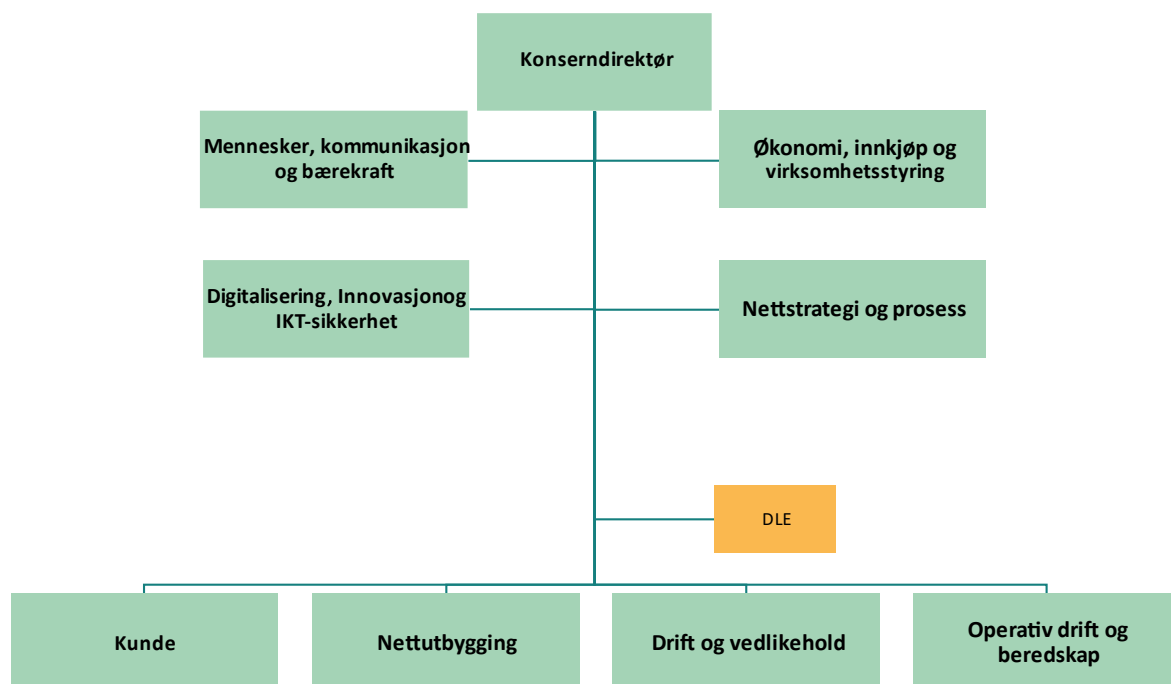 Konserndirektør
Mennesker, kommunikasjon
og bærekraft
Økonomi, innkjøp og
virksomhetsstyring
Digitalisering, Innovasjonog
IKT-sikkerhet
Nettstrategi og prosess
DLE
Kunde
Nettutbygging
Drift og vedlikehold
Operativ drift og
beredskap